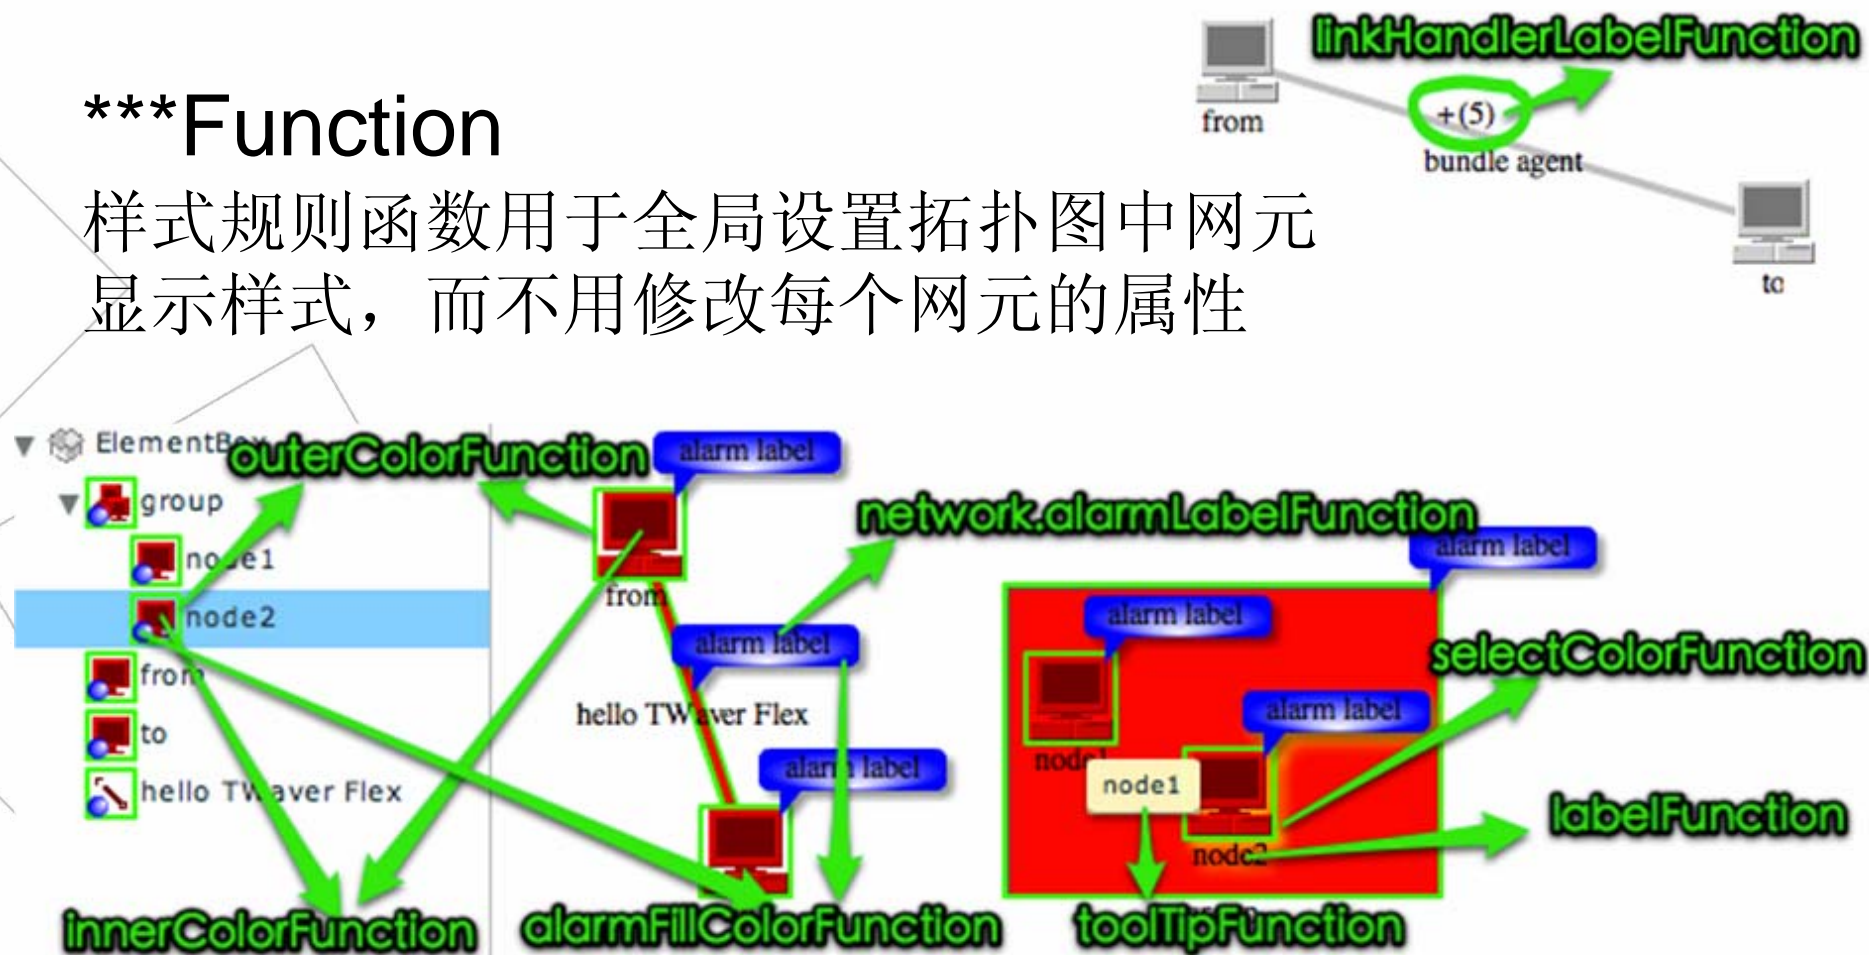 linkHandlerLabelFunction
***Function
from
+(5)
bundle agent
样式规则函数用于全局设置拓扑图中网元
显示样式，而不用修改每个网元的属性
to
ElementBox
outerColorFunction
alarm label
group
network.alarmLabelFunction
alarm label
node1
from
alarm label
node2
alarm label
selectColorFunction
from
hello TWaver Flex
alarm label
to
node1
alarm label
node1
hello TWaver Flex
labelFunction
node2
innerColorFunction
alarmFillColorFunction
toolTipFunction